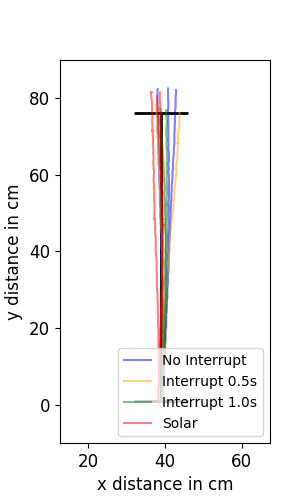 80
60
40
20
0
y distance in cm
No Interrupt
Interrupt 0.5s
Interrupt 1.0s
Solar
20 40 60
x distance in cm